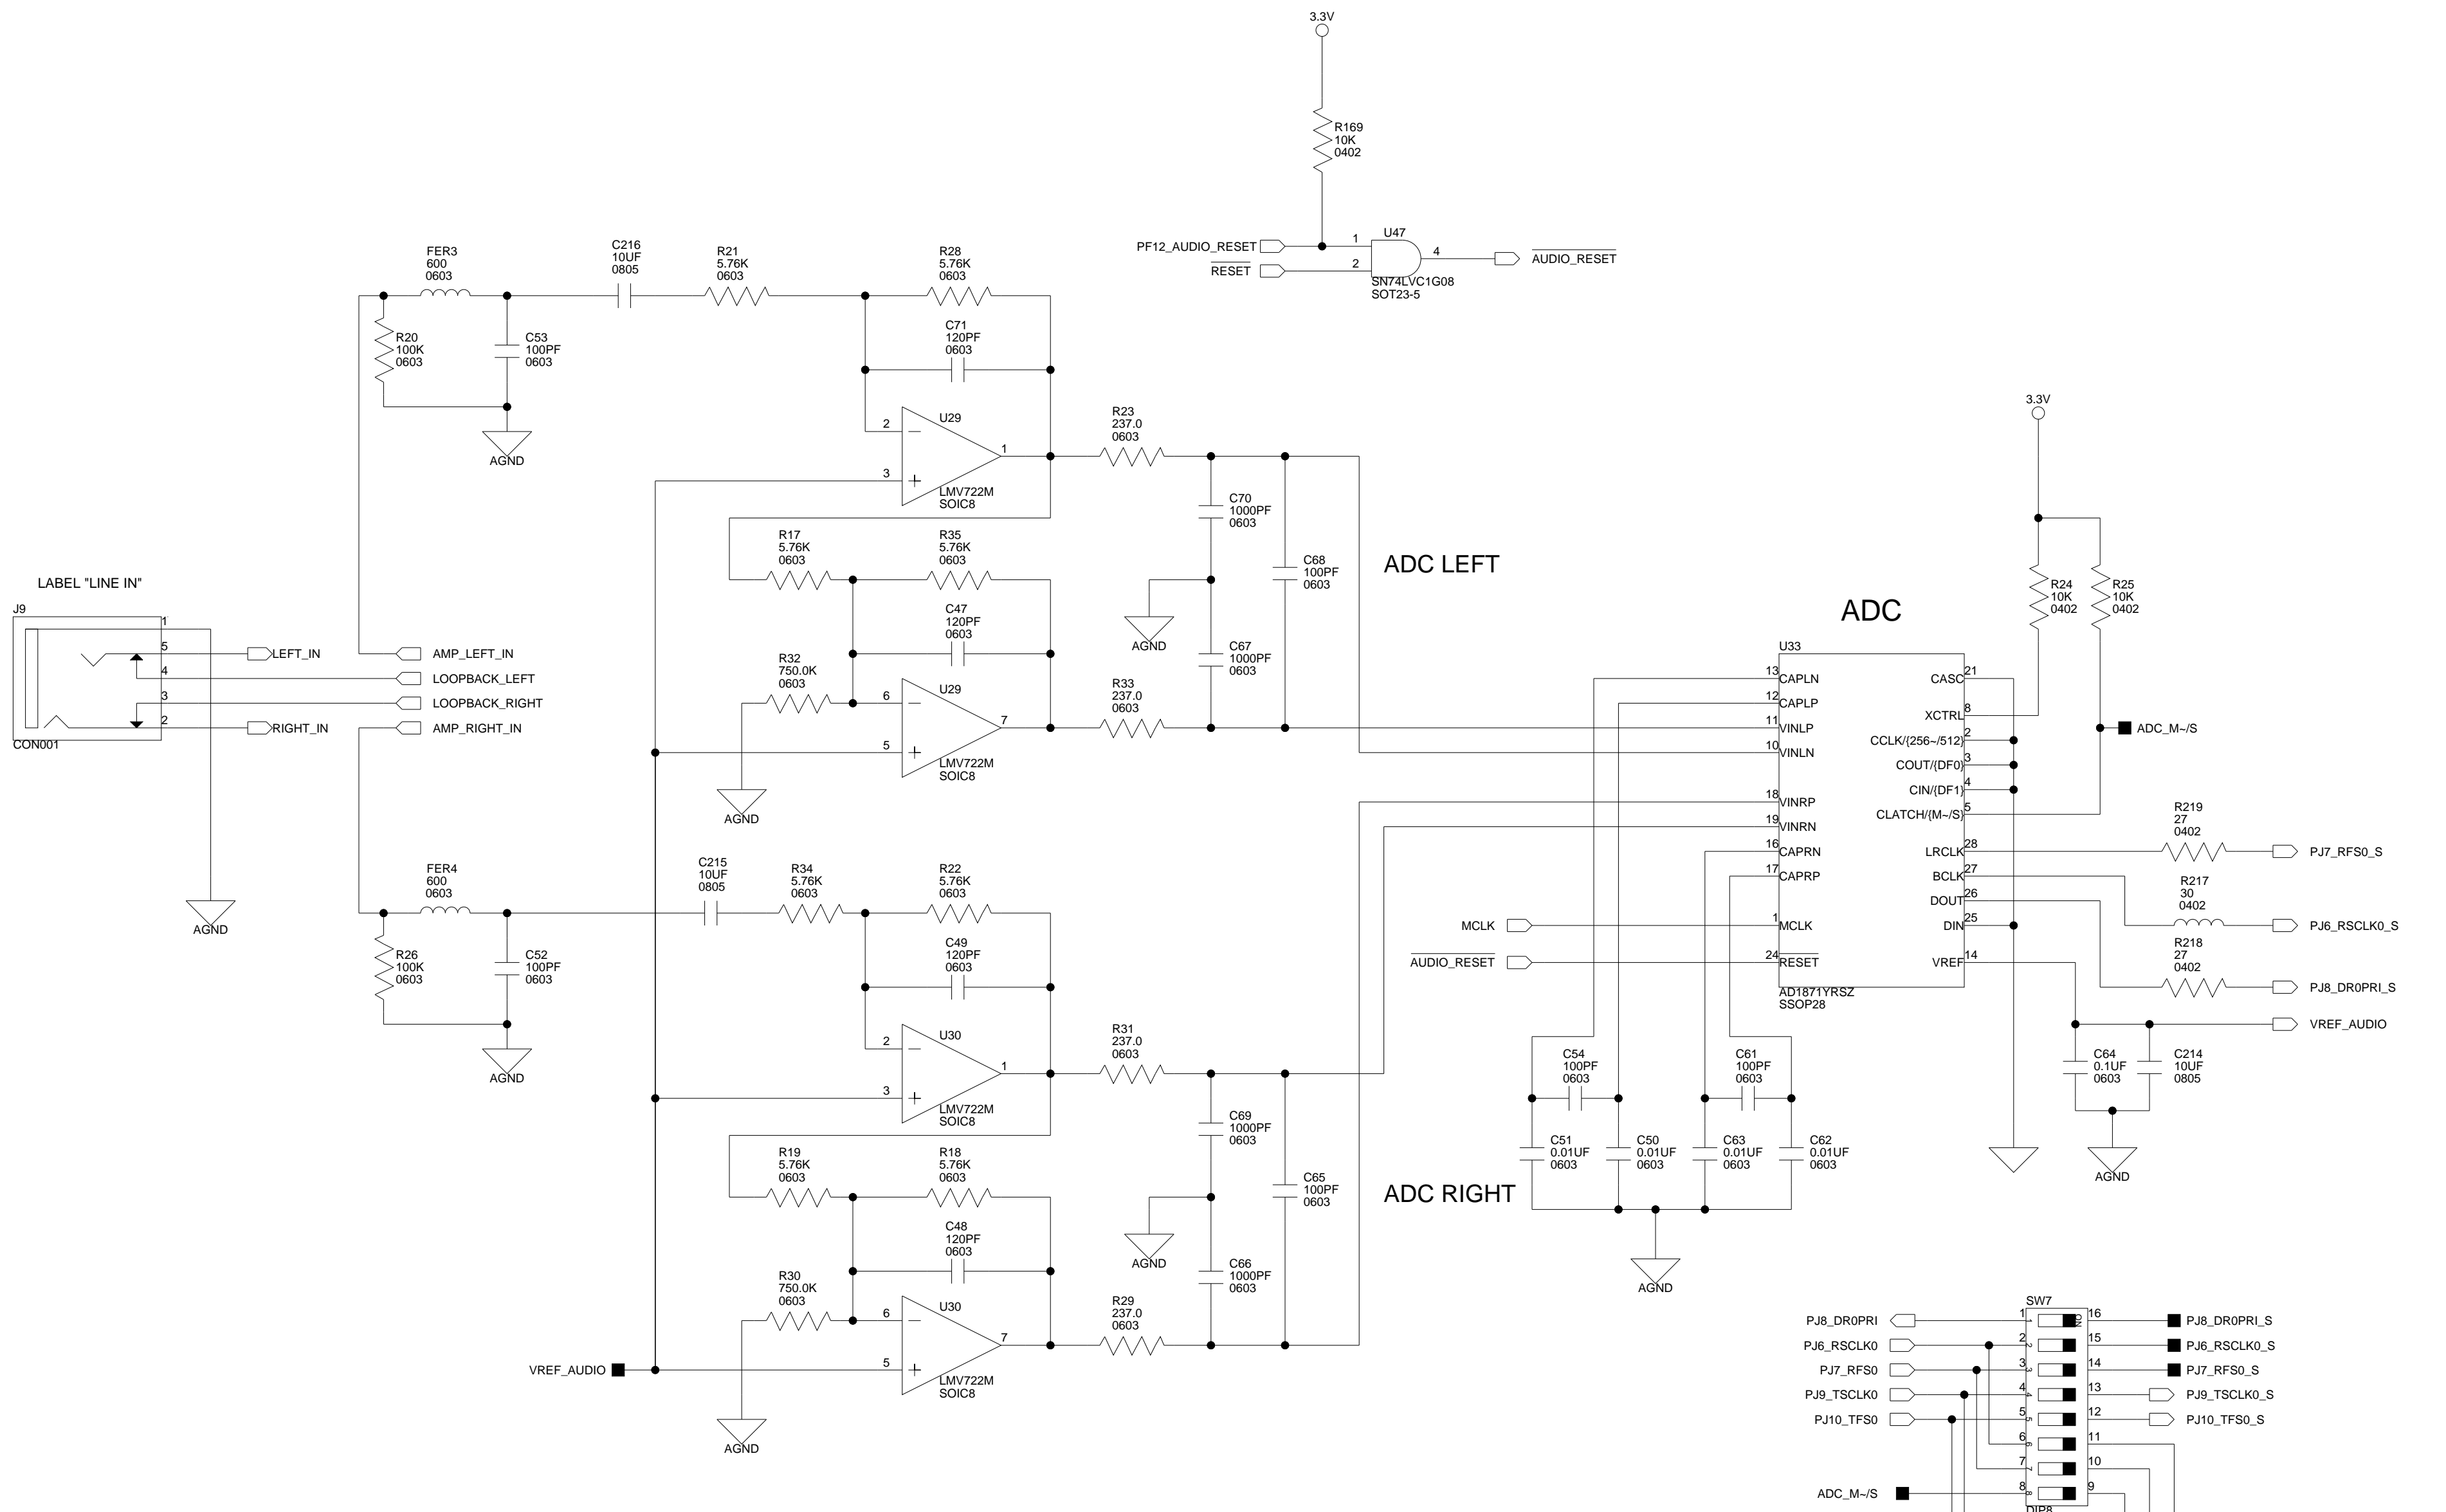 3.3V
R169
10K
0402
PF12_AUDIO_RESET
RESET
1
2
U47
4
SN74LVC1G08
SOT23-5
AUDIO_RESET
FER3
600
0603
C216
10UF
0805
R21
5.76K
0603
R28
5.76K
0603
R20
100K
0603
C53
100PF
0603
AGND
C71
120PF
0603
U29
2
3
1
LMV722M
SOIC8
R23
237.0
0603
C70
1000PF
0603
C68
100PF
0603
AGND
C67
1000PF
0603
ADC LEFT
R17
5.76K
0603
R35
5.76K
0603
C47
120PF
0603
R32
750.0K
0603
U29
6
5
7
LMV722M
SOIC8
AGND
R33
237.0
0603
LABEL "LINE IN"
J9
1
5
4
3
2
CON001
LEFT_IN
RIGHT_IN
AMP_LEFT_IN
LOOPBACK_LEFT
LOOPBACK_RIGHT
AMP_RIGHT_IN
AGND
FER4
600
0603
C215
10UF
0805
R34
5.76K
0603
R22
5.76K
0603
R26
100K
0603
C52
100PF
0603
AGND
C49
120PF
0603
U30
2
3
1
LMV722M
SOIC8
R31
237.0
0603
C69
1000PF
0603
C65
100PF
0603
AGND
C66
1000PF
0603
ADC RIGHT
R19
5.76K
0603
R18
5.76K
0603
C48
120PF
0603
R30
750.0K
0603
U30
6
5
7
LMV722M
SOIC8
AGND
R29
237.0
0603
VREF_AUDIO
3.3V
R24
10K
0402
R25
10K
0402
ADC_M~/S
ADC
U33
13 CAPLN
12 CAPLP
11 VINLP
10 VINLN
18 VINRP
19 VINRN
16 CAPRN
17 CAPRP
1 MCLK
24 RESET
CASC 21
XCTRL 8
CCLK/{256~/512} 2
COUT/{DF0} 3
CIN/{DF1} 4
CLATCH/{M~/S} 5
LRCLK 28
BCLK 27
DOUT 26
DIN 25
VREF 14
AD1871YRSZ
SSOP28
MCLK
AUDIO_RESET
R219
27
0402
PJ7_RFS0_S
R217
30
0402
PJ6_RSCLK0_S
R218
27
0402
PJ8_DR0PRI_S
VREF_AUDIO
C64
0.1UF
0603
C214
10UF
0805
AGND
C54
100PF
0603
C61
100PF
0603
C51
0.01UF
0603
C50
0.01UF
0603
C63
0.01UF
0603
C62
0.01UF
0603
AGND
SW7
ON
PJ8_DR0PRI 1 1 16 PJ8_DR0PRI_S
PJ6_RSCLK0 2 2 15 PJ6_RSCLK0_S
PJ7_RFS0 3 3 14 PJ7_RFS0_S
PJ9_TSCLK0 4 4 13 PJ9_TSCLK0_S
PJ10_TFS0 5 5 12 PJ10_TFS0_S
6 6 11
7 7 10
ADC_M~/S 8 8 9
DIP8